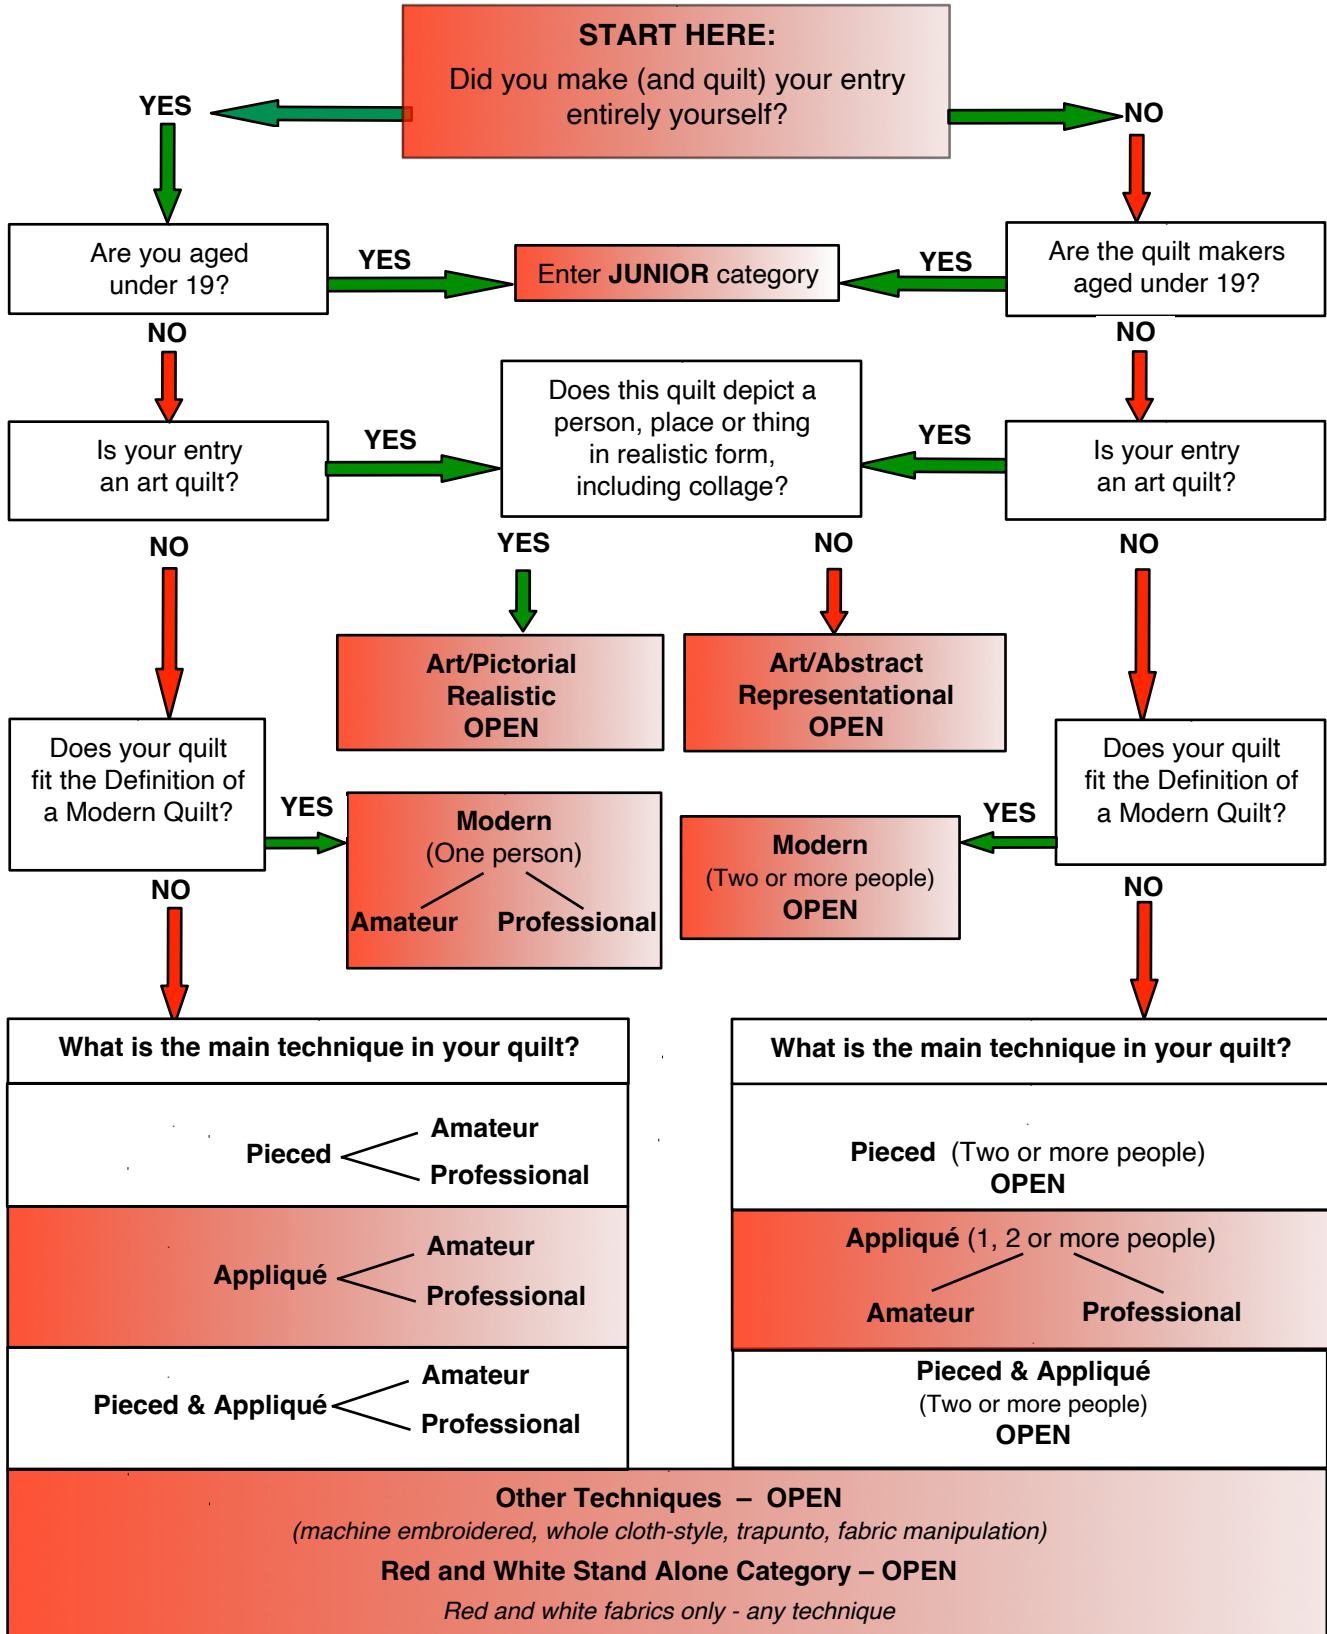 START HERE:
Did you make (and quilt) your entry
entirely yourself?
YES
NO
Are you aged
under 19?
YES
Enter JUNIOR category
YES
Are the quilt makers
aged under 19?
NO
NO
Is your entry
an art quilt?
YES
Does this quilt depict a
person, place or thing
in realistic form,
including collage?
YES
Is your entry
an art quilt?
NO
YES
NO
NO
Art/Pictorial
Realistic
OPEN
Art/Abstract
Representational
OPEN
Does your quilt
fit the Definition of
a Modern Quilt?
YES
Modern
(One person)
Amateur Professional
Modern
(Two or more people)
OPEN
YES
Does your quilt
fit the Definition of
a Modern Quilt?
NO
NO
What is the main technique in your quilt?
Pieced
Amateur
Professional
Appliqué
Amateur
Professional
Pieced & Appliqué
Amateur
Professional
What is the main technique in your quilt?
Pieced (Two or more people)
OPEN
Appliqué (1, 2 or more people)
Amateur Professional
Pieced & Appliqué
(Two or more people)
OPEN
Other Techniques – OPEN
(machine embroidered, whole cloth-style, trapunto, fabric manipulation)
Red and White Stand Alone Category – OPEN
Red and white fabrics only - any technique